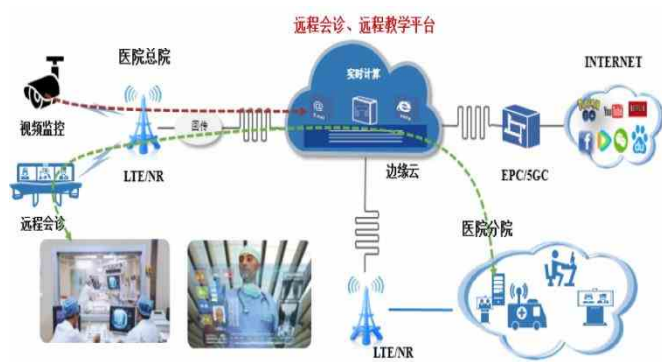 远程会诊、远程教学平台
医院总院
实时计算
INTERNET
视频监控
回传
YouTube
NETFLIX
LTE/NR
边缘云
EPC/5GC
远程会诊
医院分院
LTE/NR